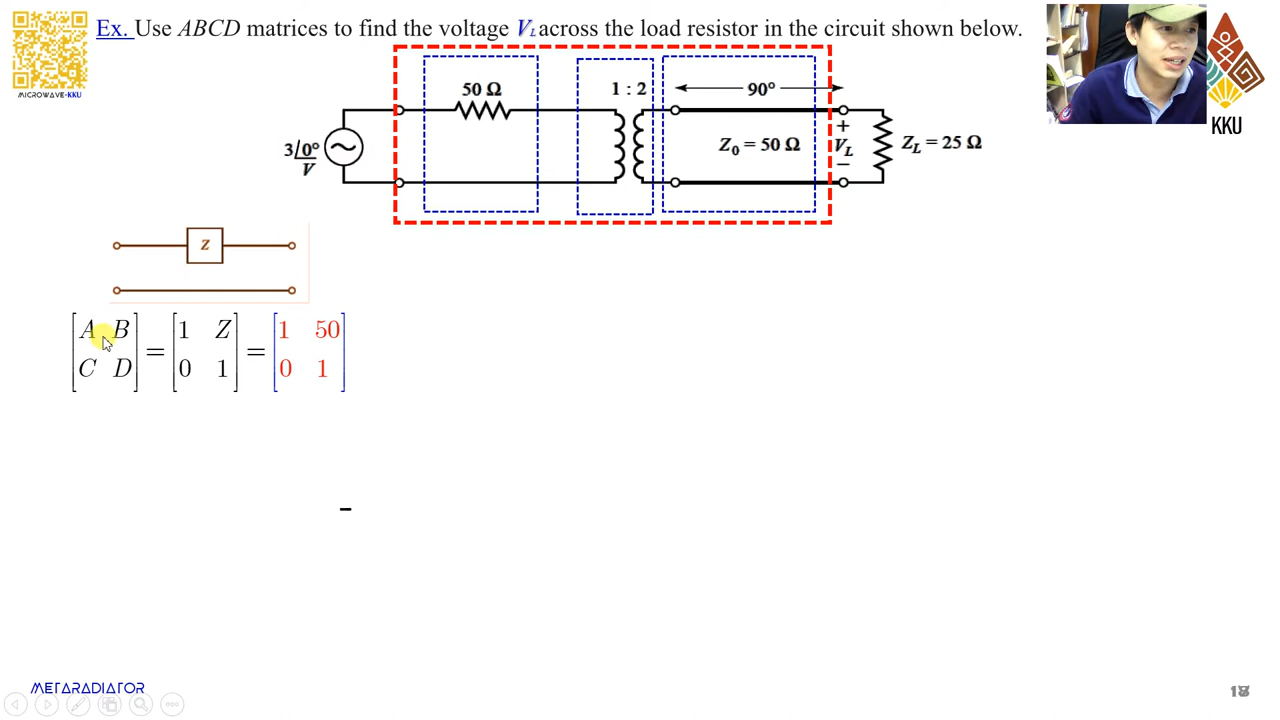 Ex. Use ABCD matrices to find the voltage V_L across the load resistor in the circuit shown below.
MICROWAVE-KKU
KKU
50 Ω
1 : 2
90°
3/0°
V
Z_0 = 50 Ω
+
V_L
−
Z_L = 25 Ω
Z
[A B; C D] = [1 Z; 0 1] = [1 50; 0 1]
-
METARADIATOR